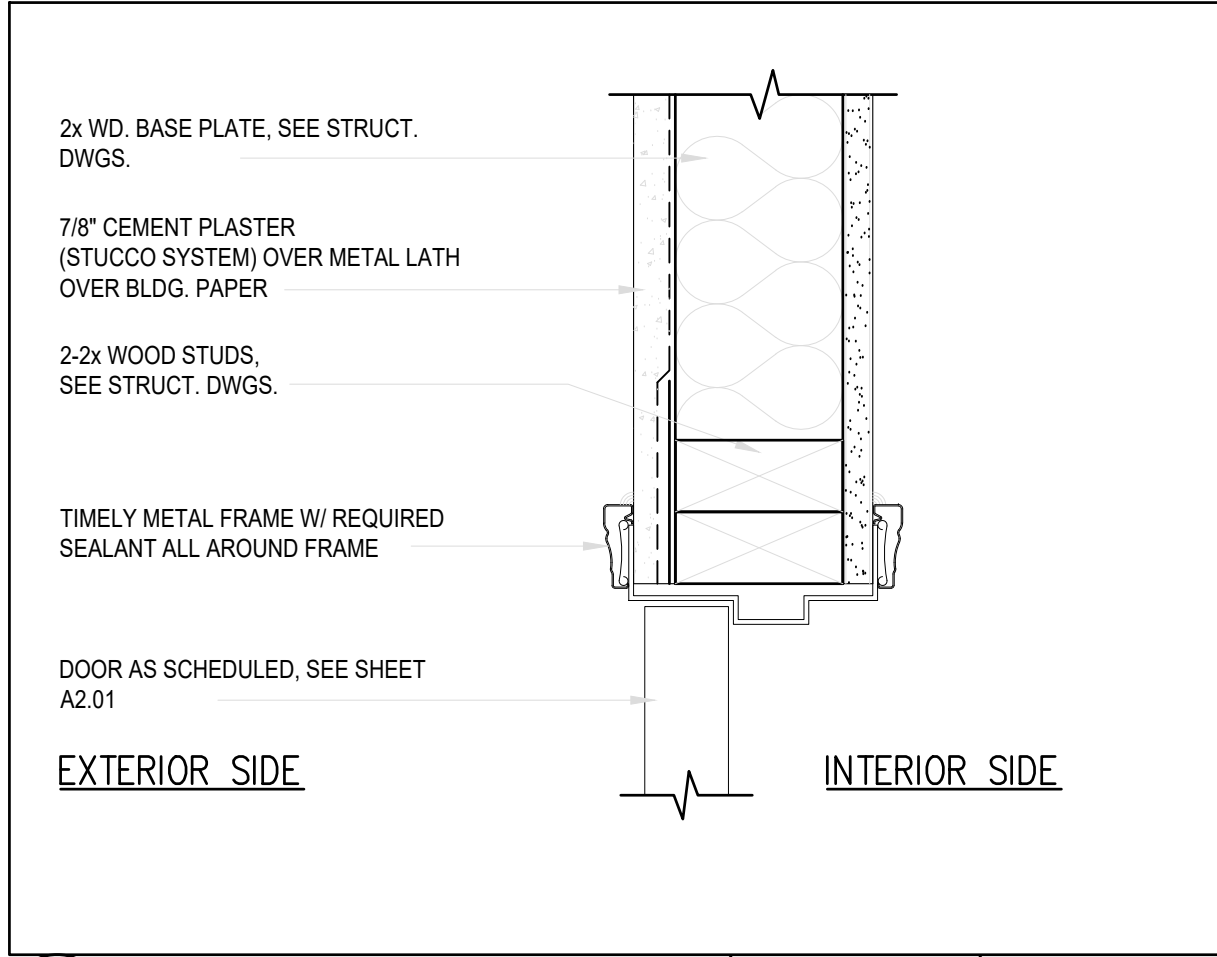 2x WD. BASE PLATE, SEE STRUCT.
DWGS.
7/8" CEMENT PLASTER
(STUCCO SYSTEM) OVER METAL LATH
OVER BLDG. PAPER
2-2x WOOD STUDS,
SEE STRUCT. DWGS.
TIMELY METAL FRAME W/ REQUIRED
SEALANT ALL AROUND FRAME
DOOR AS SCHEDULED, SEE SHEET
A2.01
EXTERIOR SIDE
INTERIOR SIDE